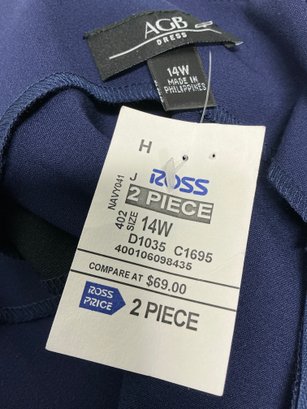 AGB
DRESS
14W
MADE IN
PHILIPPINES
H
J
ROSS
2 PIECE
NAVY041
402
SIZE
14W
D1035 C1695
400106098435
COMPARE AT $69.00
ROSS
PRICE
2 PIECE